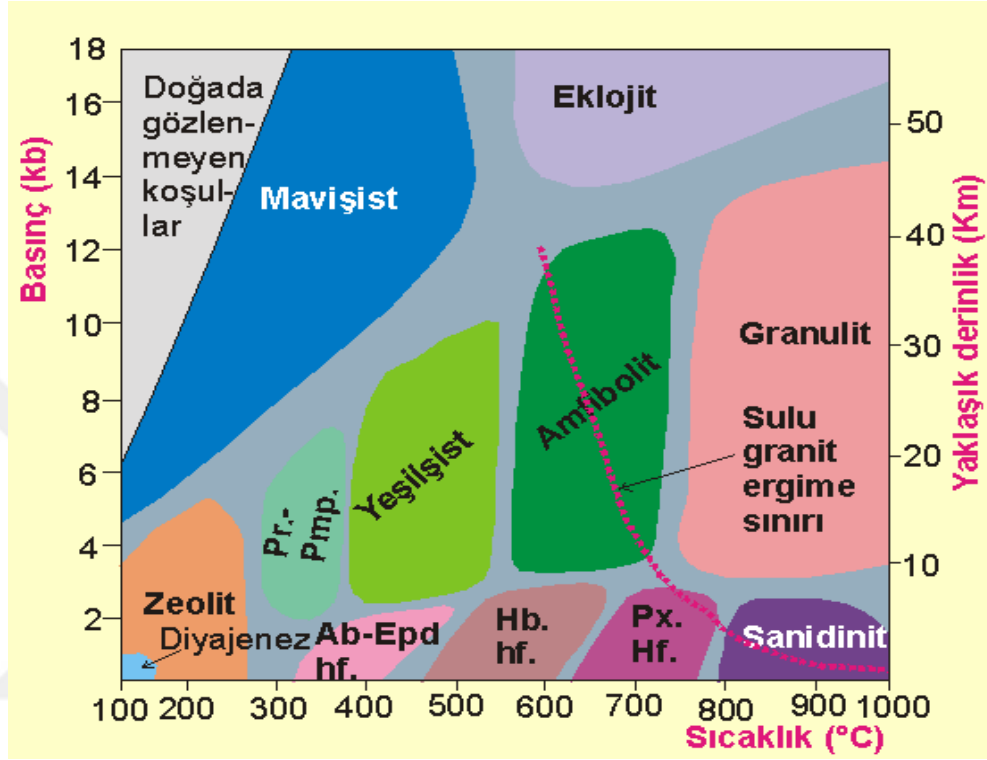 18
16
14
12
10
8
6
4
2
Basınç (kb)
Doğada
gözlen-
meyen
koşul-
lar
Mavişist
Eklojit
Granulit
Amfibolit
Yeşilşist
Pr.-
Pmp.
Zeolit
Diyajenez
Ab-Epd
hf.
Hb.
hf.
Px.
Hf.
Sanidinit
Sulu
granit
ergime
sınırı
50
40
30
20
10
Yaklaşık derinlik (Km)
100 200 300 400 500 600 700 800 900 1000
Sıcaklık (°C)